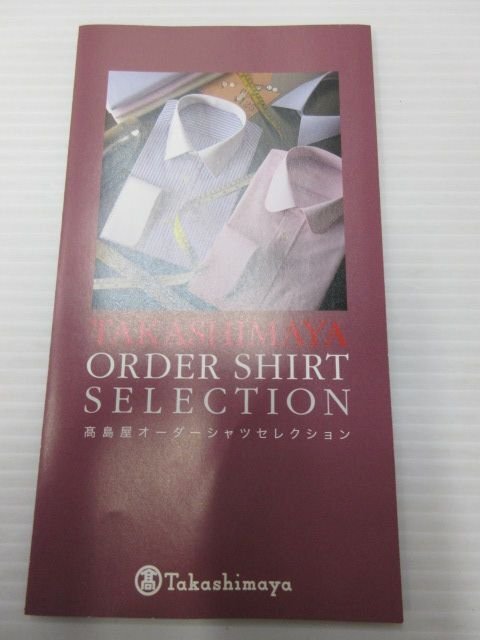 TAKASHIMAYA
ORDER SHIRT
SELECTION
髙島屋オーダーシャツセレクション
髙 Takashimaya